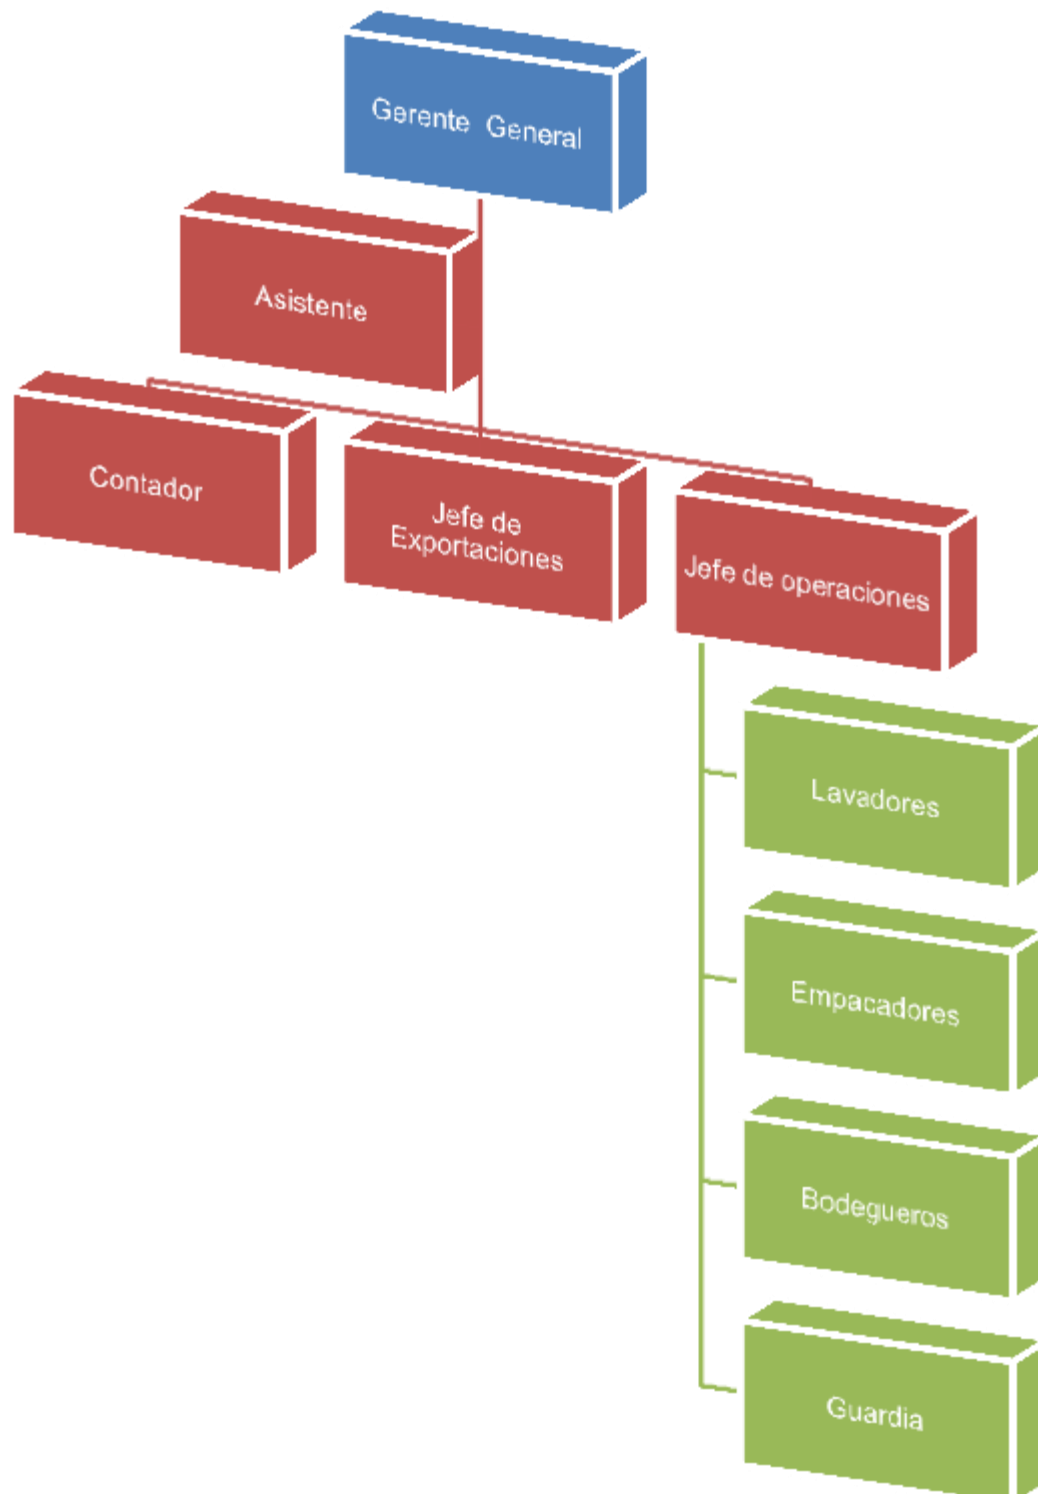 Gerente General
Asistente
Contador
Jefe de
Exportaciones
Jefe de operaciones
Lavadores
Empacadores
Bodegueros
Guardia